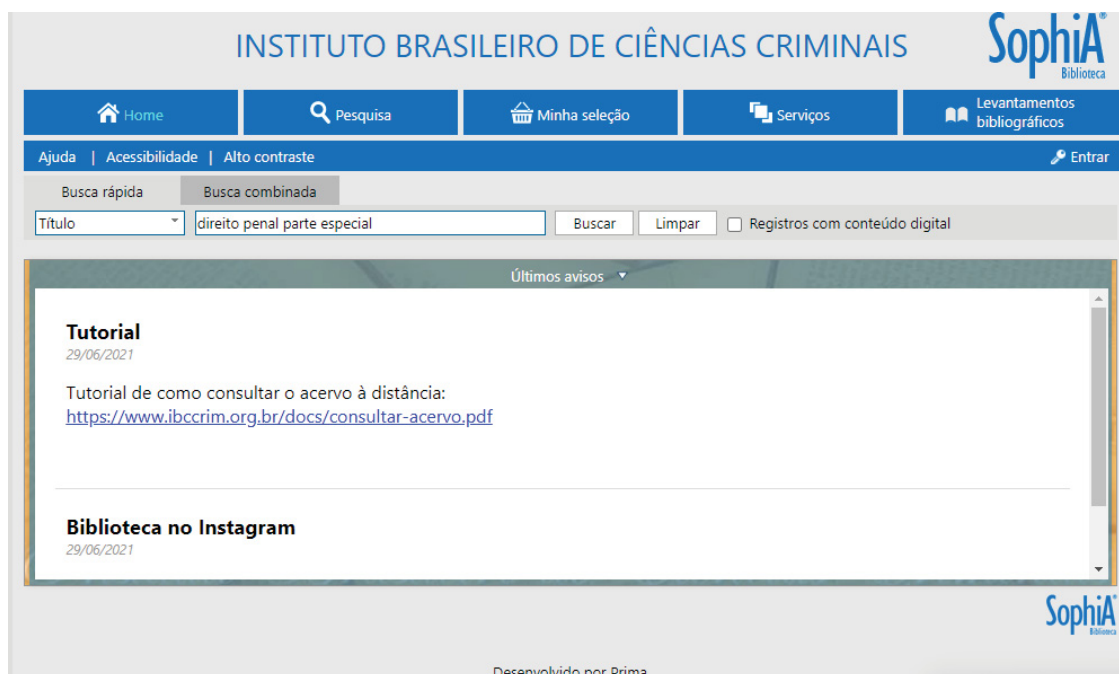 INSTITUTO BRASILEIRO DE CIÊNCIAS CRIMINAIS
SophiA®
Biblioteca
Home
Pesquisa
Minha seleção
Serviços
Levantamentos
bibliográficos
Ajuda | Acessibilidade | Alto contraste
Entrar
Busca rápida
Busca combinada
Título
direito penal parte especial
Buscar
Limpar
Registros com conteúdo digital
Últimos avisos
Tutorial
29/06/2021
Tutorial de como consultar o acervo à distância:
https://www.ibccrim.org.br/docs/consultar-acervo.pdf
Biblioteca no Instagram
29/06/2021
SophiA
Biblioteca
Desenvolvido por Prima